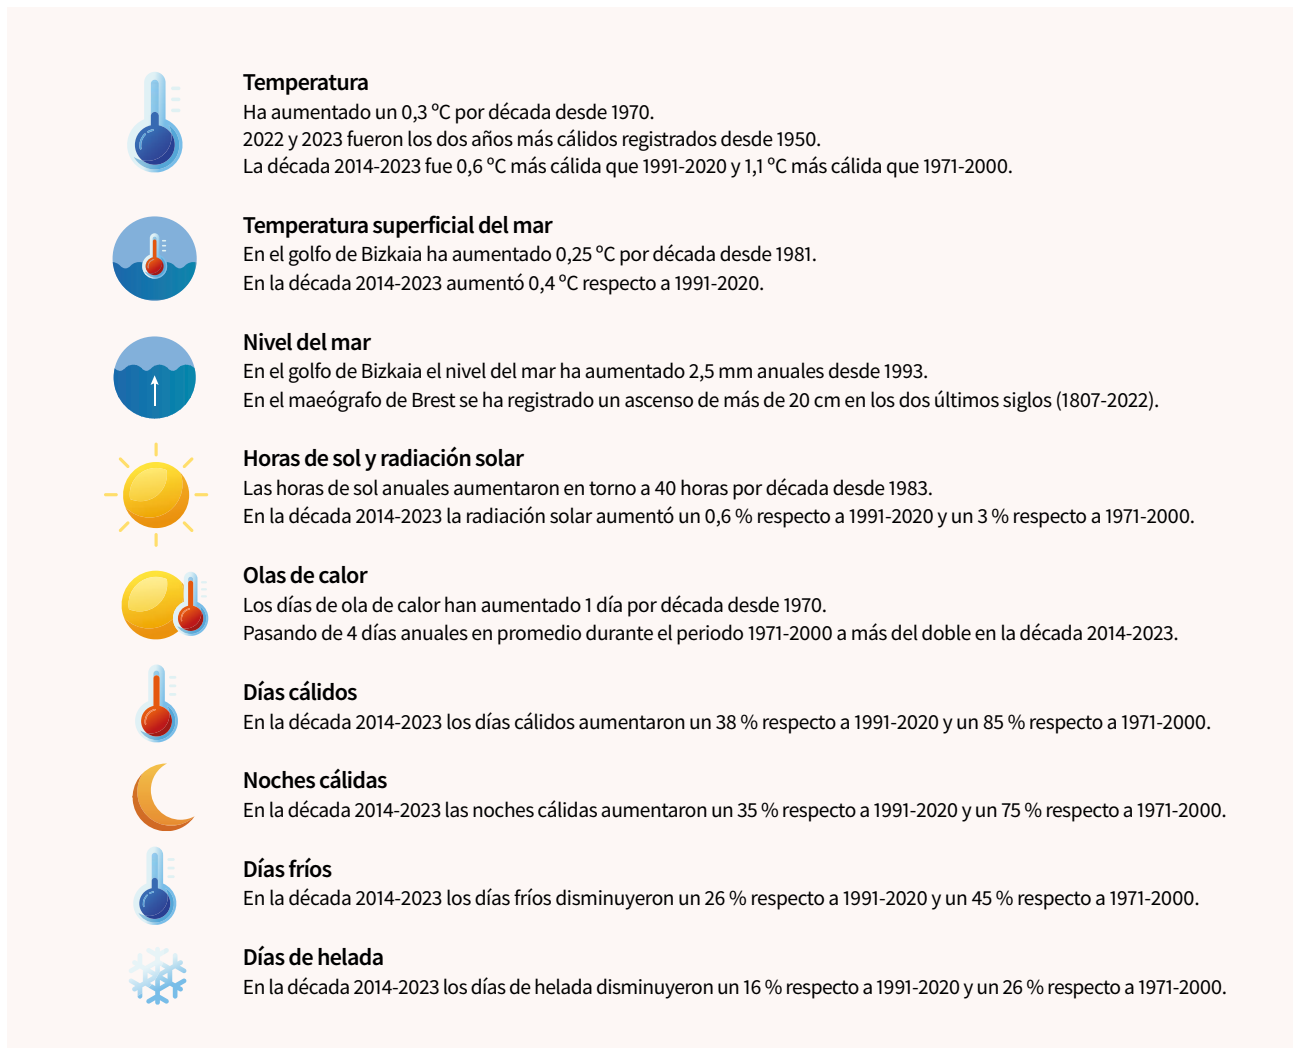 Temperatura
Ha aumentado un 0,3 ºC por década desde 1970.
2022 y 2023 fueron los dos años más cálidos registrados desde 1950.
La década 2014-2023 fue 0,6 ºC más cálida que 1991-2020 y 1,1 ºC más cálida que 1971-2000.
Temperatura superficial del mar
En el golfo de Bizkaia ha aumentado 0,25 ºC por década desde 1981.
En la década 2014-2023 aumentó 0,4 ºC respecto a 1991-2020.
Nivel del mar
En el golfo de Bizkaia el nivel del mar ha aumentado 2,5 mm anuales desde 1993.
En el maeógrafo de Brest se ha registrado un ascenso de más de 20 cm en los dos últimos siglos (1807-2022).
Horas de sol y radiación solar
Las horas de sol anuales aumentaron en torno a 40 horas por década desde 1983.
En la década 2014-2023 la radiación solar aumentó un 0,6 % respecto a 1991-2020 y un 3 % respecto a 1971-2000.
Olas de calor
Los días de ola de calor han aumentado 1 día por década desde 1970.
Pasando de 4 días anuales en promedio durante el periodo 1971-2000 a más del doble en la década 2014-2023.
Días cálidos
En la década 2014-2023 los días cálidos aumentaron un 38 % respecto a 1991-2020 y un 85 % respecto a 1971-2000.
Noches cálidas
En la década 2014-2023 las noches cálidas aumentaron un 35 % respecto a 1991-2020 y un 75 % respecto a 1971-2000.
Días fríos
En la década 2014-2023 los días fríos disminuyeron un 26 % respecto a 1991-2020 y un 45 % respecto a 1971-2000.
Días de helada
En la década 2014-2023 los días de helada disminuyeron un 16 % respecto a 1991-2020 y un 26 % respecto a 1971-2000.